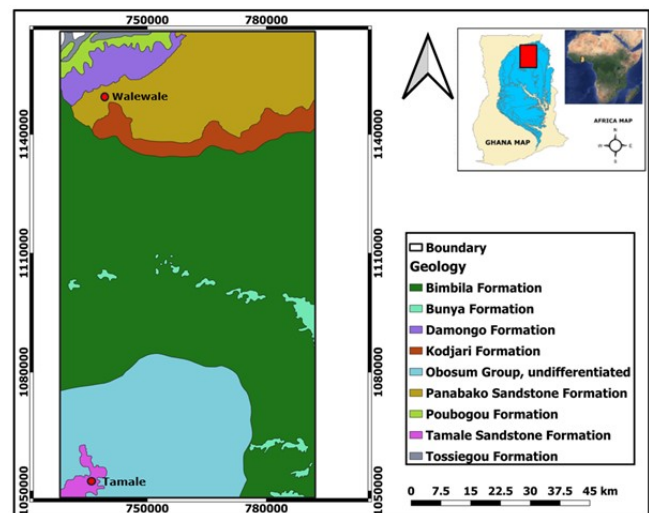 750000 780000
Walewale
1140000 1140000
1110000 1110000
1080000 1080000
1050000 1050000
Tamale
750000 780000
GHANA MAP
AFRICA MAP
N
W E
S
Boundary
Geology
Bimbila Formation
Bunya Formation
Damongo Formation
Kodjari Formation
Obosum Group, undifferentiated
Panabako Sandstone Formation
Poubogou Formation
Tamale Sandstone Formation
Tossiegou Formation
0 7.5 15 22.5 30 37.5 45 km